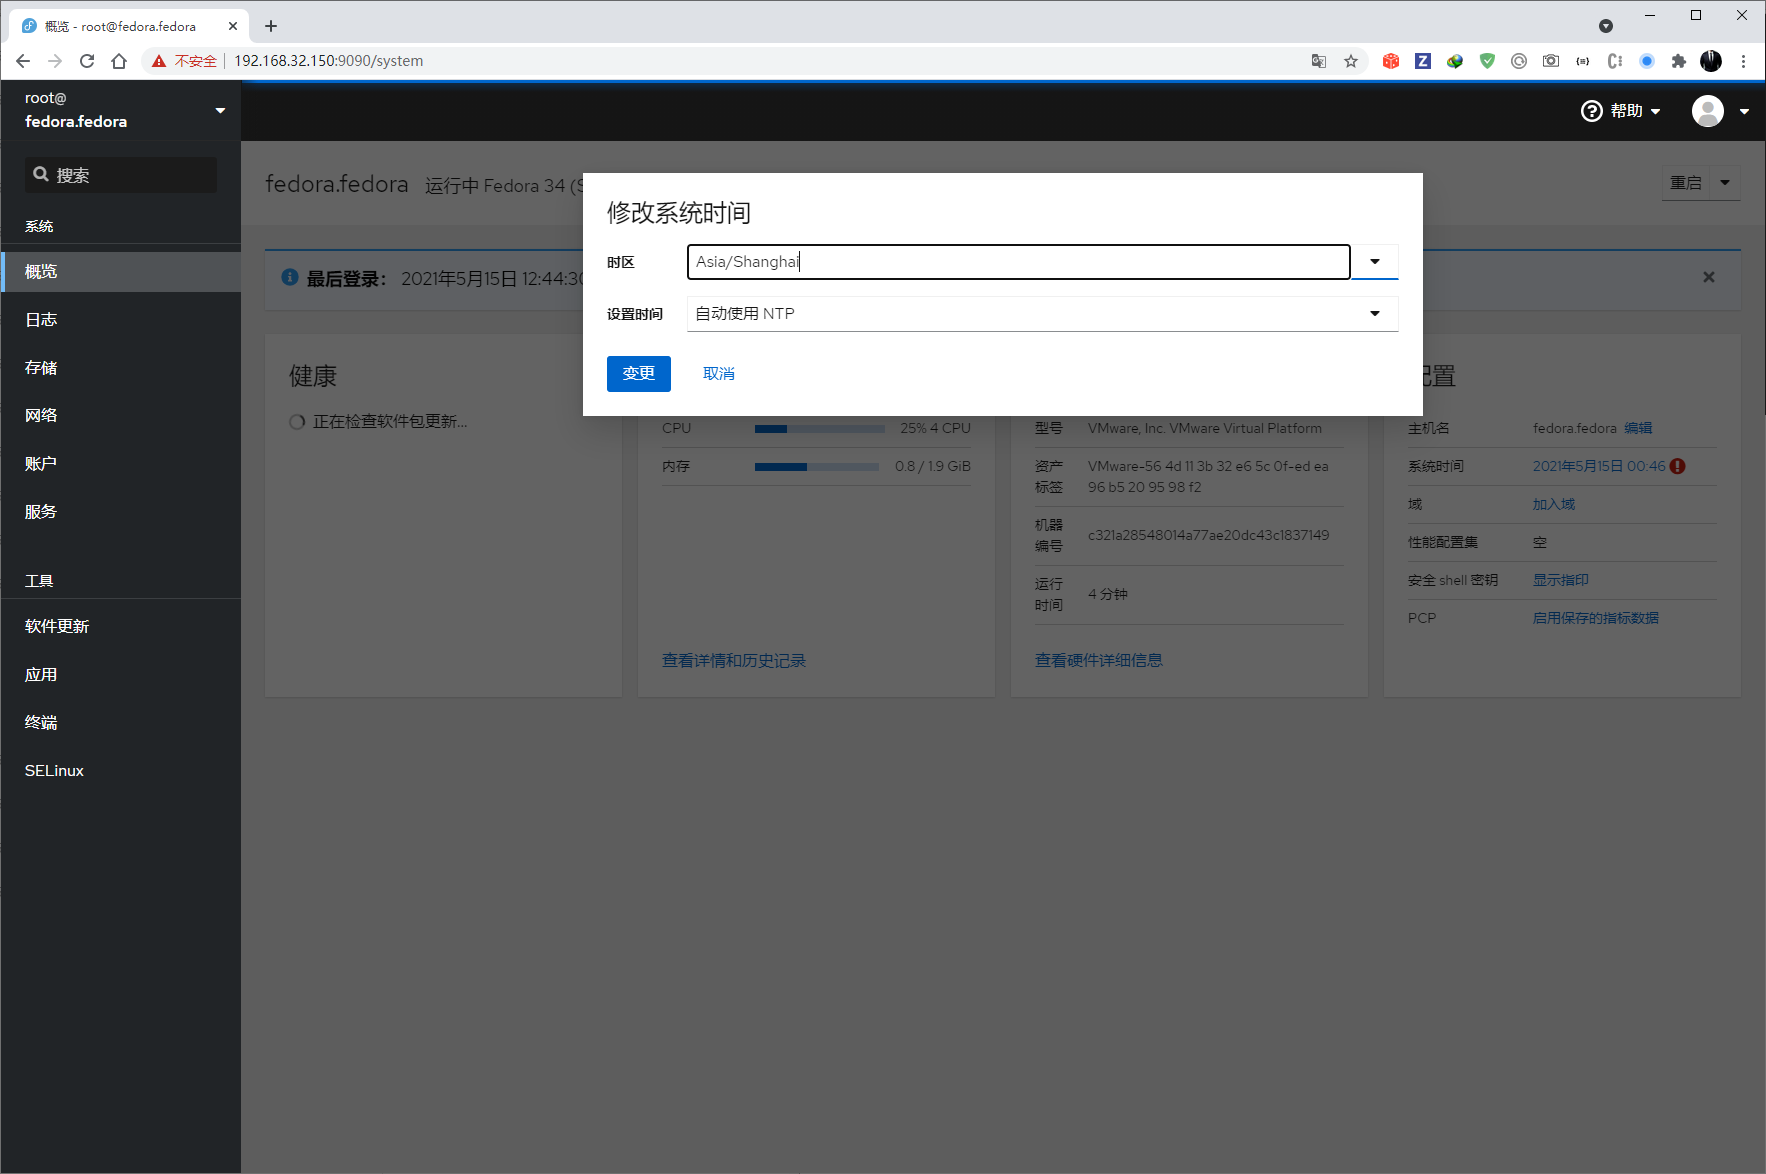 概览 - root@fedora.fedora
不安全
192.168.32.150:9090/system
root@
fedora.fedora
帮助
搜索
系统
概览
日志
存储
网络
账户
服务
工具
软件更新
应用
终端
SELinux
fedora.fedora 运行中 Fedora 34 (S
重启
最后登录： 2021年5月15日 12:44:30
修改系统时间
时区 Asia/Shanghai
设置时间 自动使用 NTP
变更 取消
健康
正在检查软件包更新...
CPU 25% 4 CPU
内存 0.8 / 1.9 GiB
查看详情和历史记录
型号 VMware, Inc. VMware Virtual Platform
资产标签 VMware-56 4d 11 3b 32 e6 5c 0f-ed ea
96 b5 20 95 98 f2
机器编号 c321a28548014a77ae20dc43c1837149
运行时间 4 分钟
查看硬件详细信息
配置
主机名 fedora.fedora 编辑
系统时间 2021年5月15日 00:46
域 加入域
性能配置集 空
安全 shell 密钥 显示指印
PCP 启用保存的指标数据